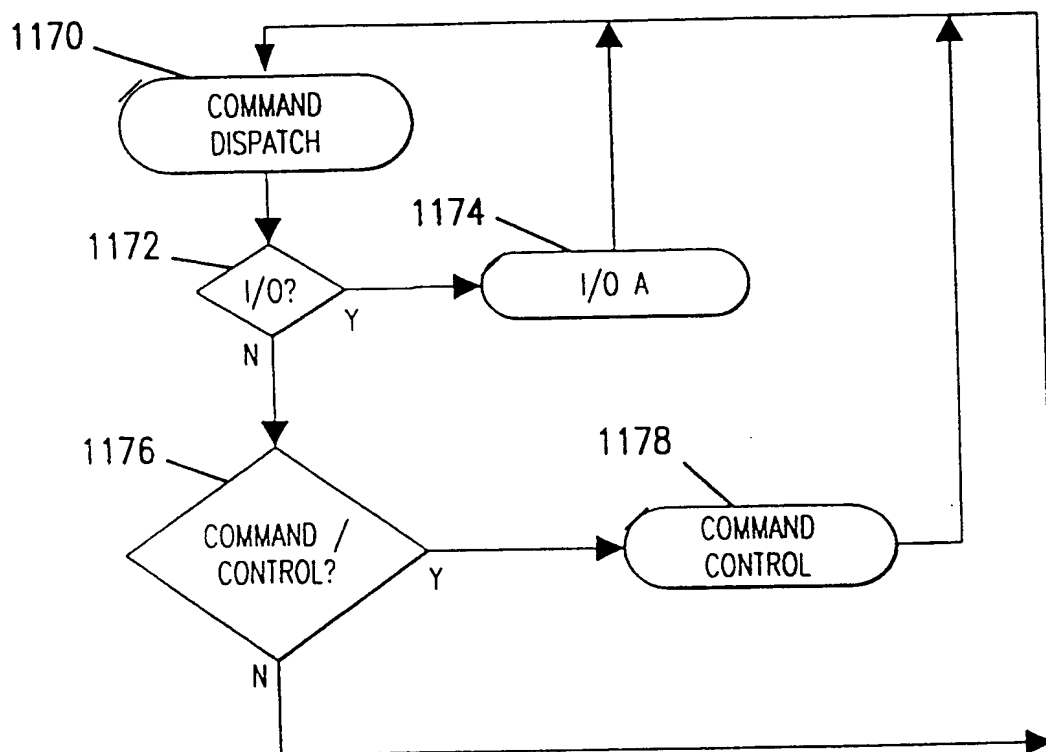 1170
COMMAND
DISPATCH
1174
1172
I/O?
I/O A
Y
N
1176
1178
COMMAND /
CONTROL?
COMMAND
CONTROL
Y
N